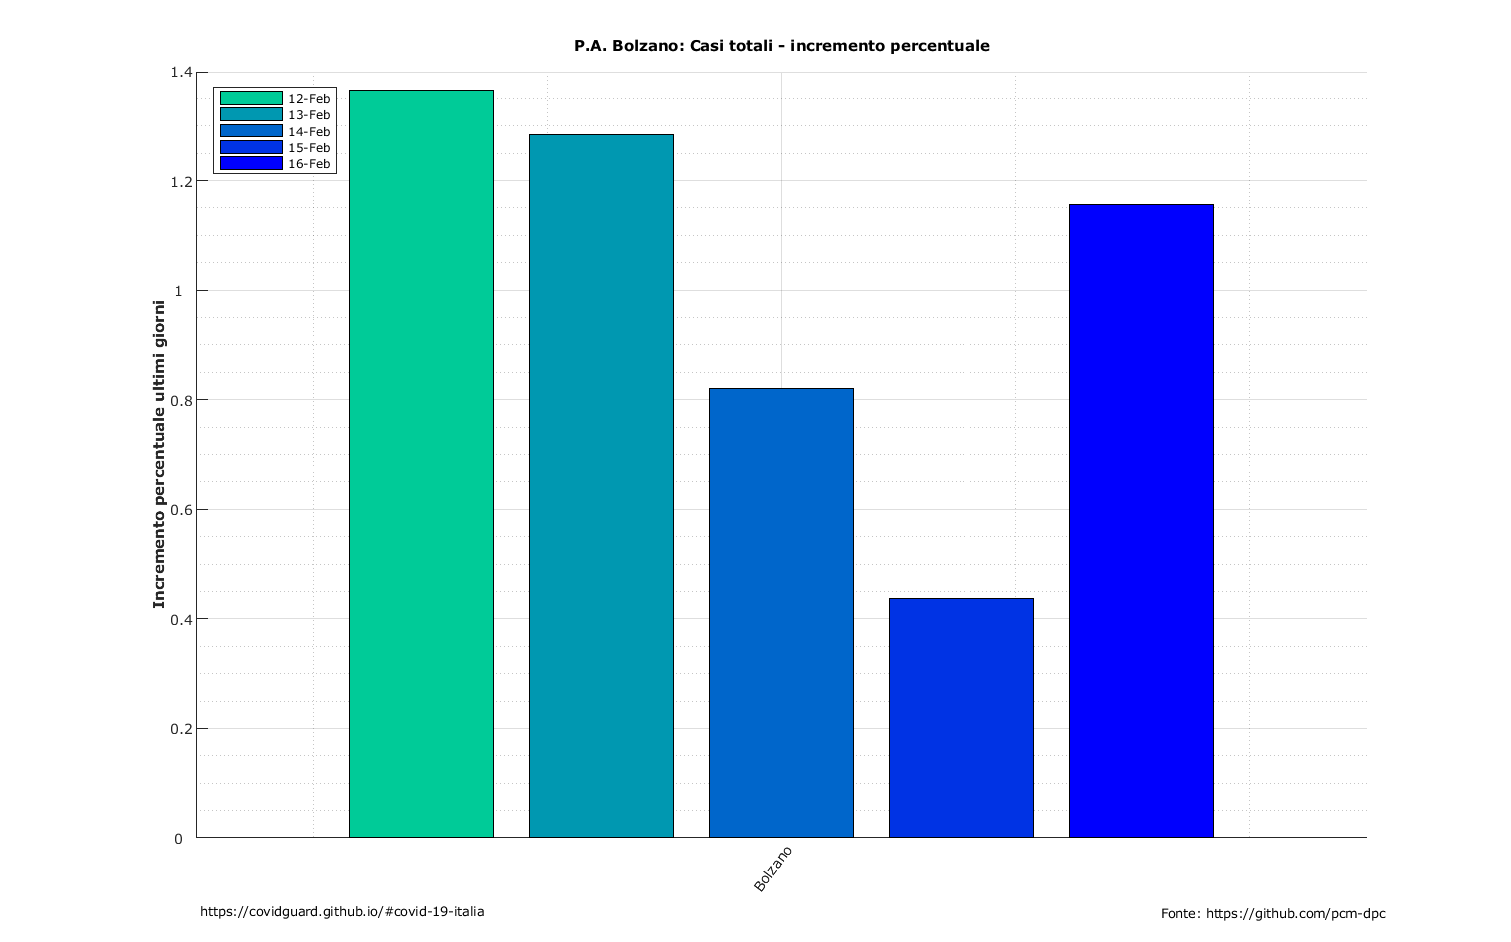 P.A. Bolzano: Casi totali - incremento percentuale
1.4
1.2
1
0.8
0.6
0.4
0.2
0
Incremento percentuale ultimi giorni
12-Feb
13-Feb
14-Feb
15-Feb
16-Feb
Bolzano
https://covidguard.github.io/#covid-19-italia
Fonte: https://github.com/pcm-dpc